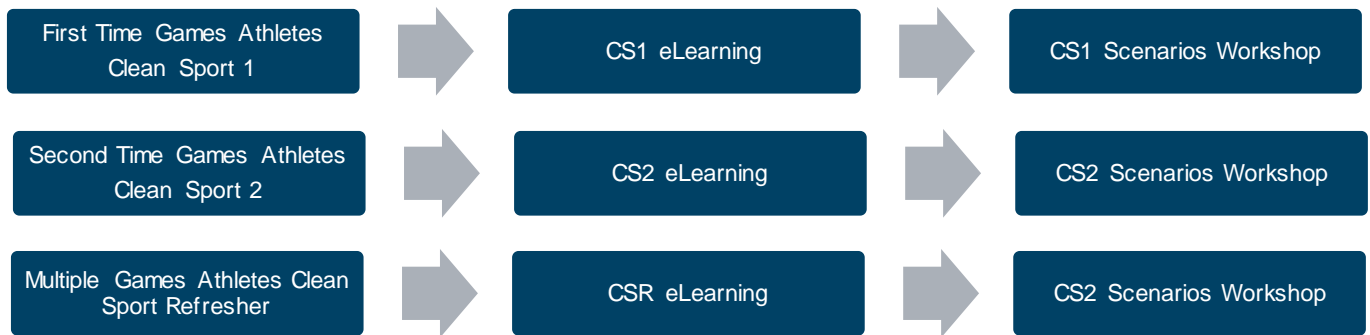 First Time Games Athletes
Clean Sport 1
CS1 eLearning
CS1 Scenarios Workshop
Second Time Games Athletes
Clean Sport 2
CS2 eLearning
CS2 Scenarios Workshop
Multiple Games Athletes Clean
Sport Refresher
CSR eLearning
CS2 Scenarios Workshop